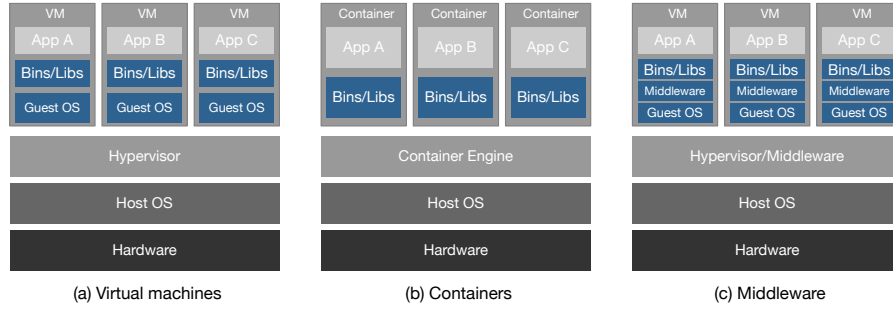 VM VM VM
App A App B App C
Bins/Libs Bins/Libs Bins/Libs
Guest OS Guest OS Guest OS
Hypervisor
Host OS
Hardware
(a) Virtual machines
Container Container Container
App A App B App C
Bins/Libs Bins/Libs Bins/Libs
Container Engine
Host OS
Hardware
(b) Containers
VM VM VM
App A App B App C
Bins/Libs Bins/Libs Bins/Libs
Middleware Middleware Middleware
Guest OS Guest OS Guest OS
Hypervisor/Middleware
Host OS
Hardware
(c) Middleware